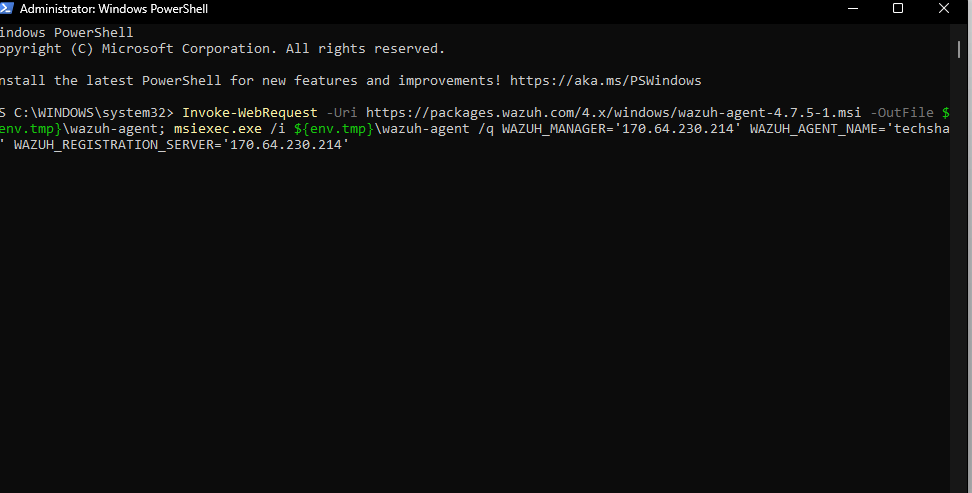 Administrator: Windows PowerShell
indows PowerShell
opyright (C) Microsoft Corporation. All rights reserved.
nstall the latest PowerShell for new features and improvements! https://aka.ms/PSWindows
S C:\WINDOWS\system32> Invoke-WebRequest -Uri https://packages.wazuh.com/4.x/windows/wazuh-agent-4.7.5-1.msi -OutFile $
env.tmp}\wazuh-agent; msiexec.exe /i ${env.tmp}\wazuh-agent /q WAZUH_MANAGER='170.64.230.214' WAZUH_AGENT_NAME='techsha
' WAZUH_REGISTRATION_SERVER='170.64.230.214'